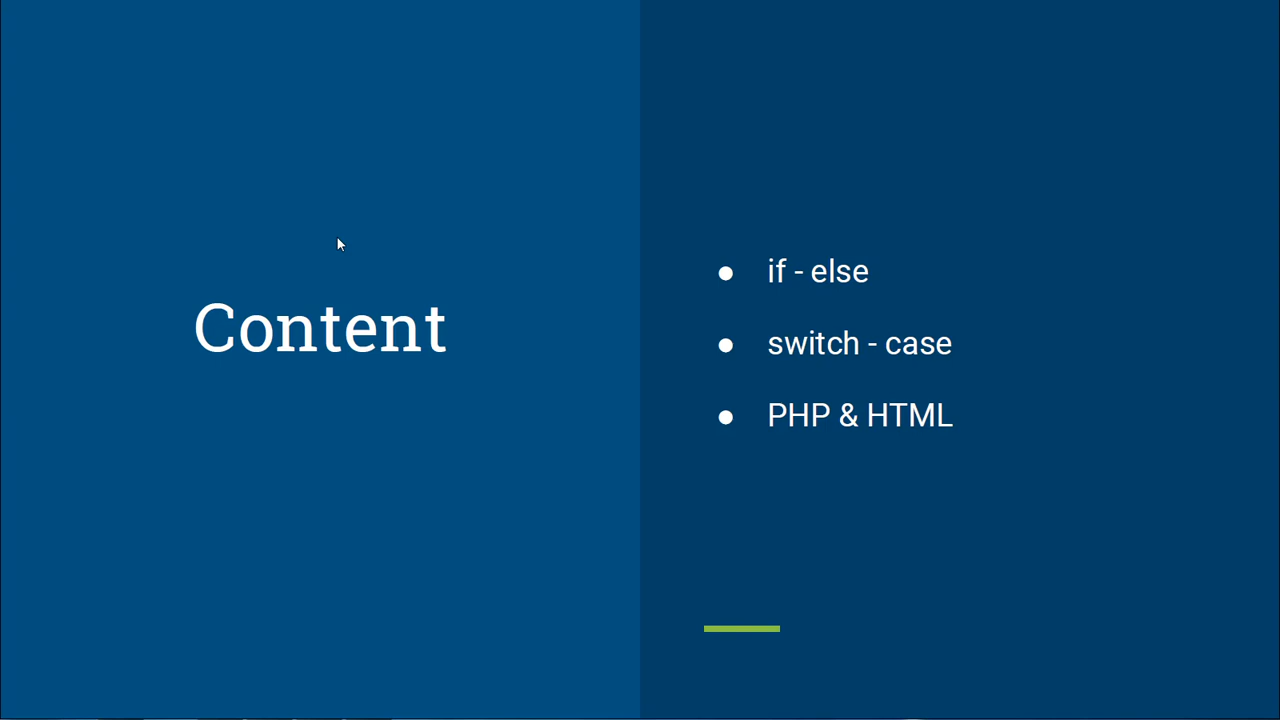 Content
● if - else
● switch - case
● PHP & HTML